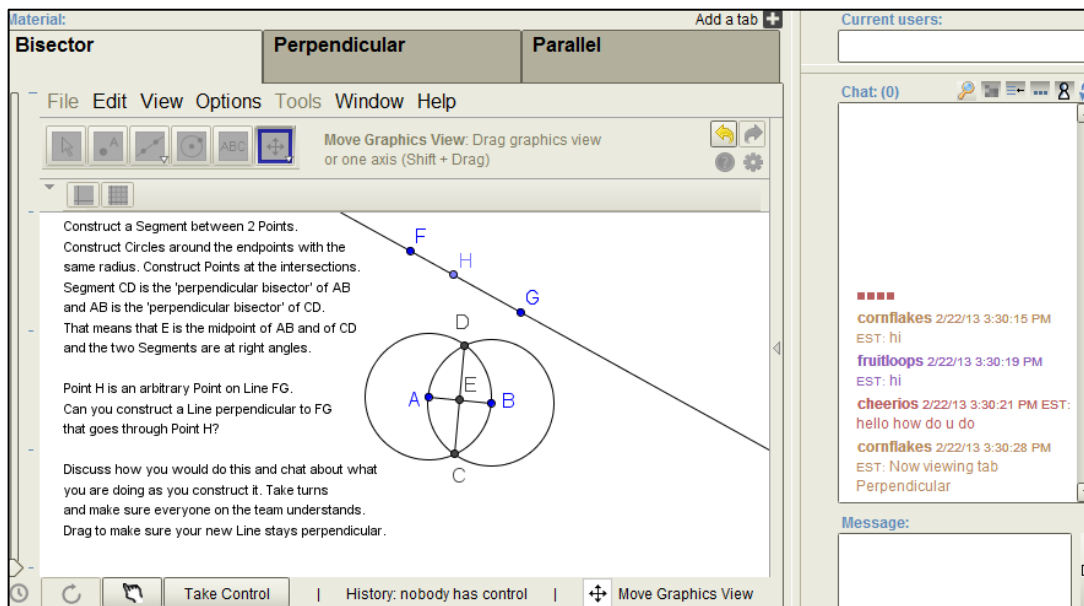 Material:
Add a tab
Current users:
Bisector
Perpendicular
Parallel
File Edit View Options Tools Window Help
Chat: (0)
ABC
Move Graphics View: Drag graphics view
or one axis (Shift + Drag)
Construct a Segment between 2 Points.
Construct Circles around the endpoints with the
same radius. Construct Points at the intersections.
Segment CD is the 'perpendicular bisector' of AB
and AB is the 'perpendicular bisector' of CD.
That means that E is the midpoint of AB and of CD
and the two Segments are at right angles.
Point H is an arbitrary Point on Line FG.
Can you construct a Line perpendicular to FG
that goes through Point H?
Discuss how you would do this and chat about what
you are doing as you construct it. Take turns
and make sure everyone on the team understands.
Drag to make sure your new Line stays perpendicular.
F
H
G
D
A
E
B
C
cornflakes 2/22/13 3:30:15 PM
EST: hi
fruitloops 2/22/13 3:30:19 PM
EST: hi
cheerios 2/22/13 3:30:21 PM EST:
hello how do u do
cornflakes 2/22/13 3:30:28 PM
EST: Now viewing tab
Perpendicular
Message:
Take Control | History: nobody has control | Move Graphics View